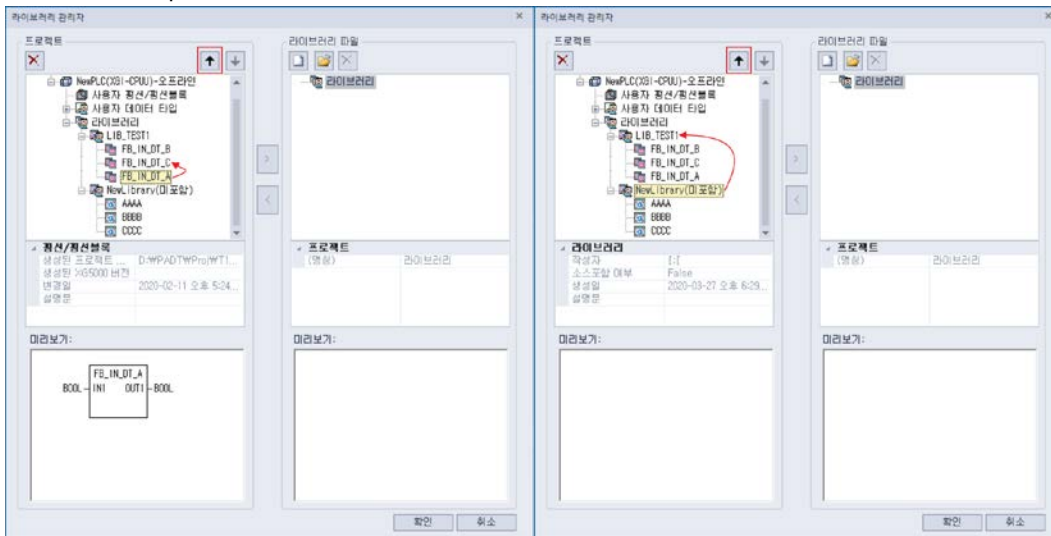 라이브러리 관리자
프로젝트
NewPLC(XBI-CPUU)-오프라인
사용자 펑션/펑션블록
사용자 데이터 타입
라이브러리
LIB_TEST1
FB_IN_DT_B
FB_IN_DT_C
FB_IN_DT_A
NewLibrary(미포함)
AAAA
BBBB
CCCC
펑션/펑션블록
생성된 프로젝트 ... D:₩PADT₩Proj₩T1...
생성된 XG5000 버전
변경일 2020-02-11 오후 5:24...
설명문
미리보기:
FB_IN_DT_A
BOOL IN1 OUT1 BOOL
라이브러리 파일
라이브러리
프로젝트
(명칭) 라이브러리
미리보기:
확인 취소
라이브러리 관리자
프로젝트
NewPLC(XBI-CPUU)-오프라인
사용자 펑션/펑션블록
사용자 데이터 타입
라이브러리
LIB_TEST1
FB_IN_DT_B
FB_IN_DT_C
FB_IN_DT_A
NewLibrary(미포함)
AAAA
BBBB
CCCC
라이브러리
작성자
소스포함 여부 False
생성일 2020-03-27 오후 6:29...
설명문
미리보기:
라이브러리 파일
라이브러리
프로젝트
(명칭) 라이브러리
미리보기:
확인 취소